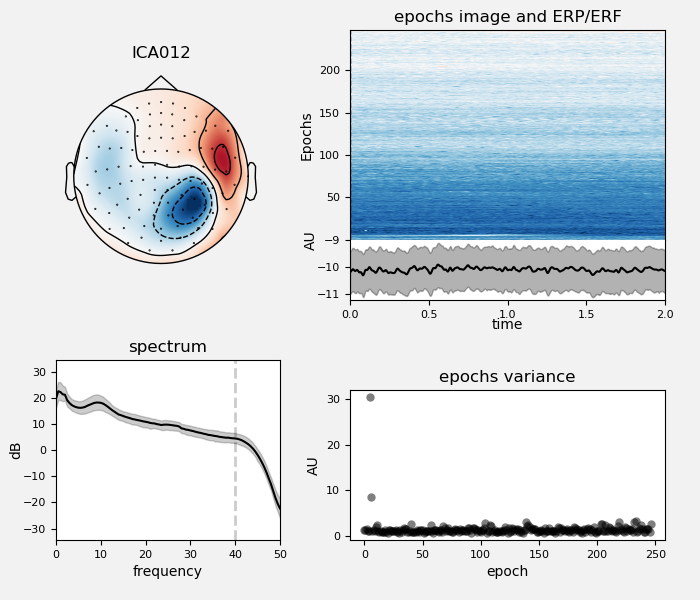 ICA012
epochs image and ERP/ERF
Epochs
200
150
100
50
AU
−9
−10
−11
0.0 0.5 1.0 1.5 2.0
time
spectrum
dB
30
20
10
0
−10
−20
−30
0 10 20 30 40 50
frequency
epochs variance
AU
30
20
10
0
0 50 100 150 200 250
epoch